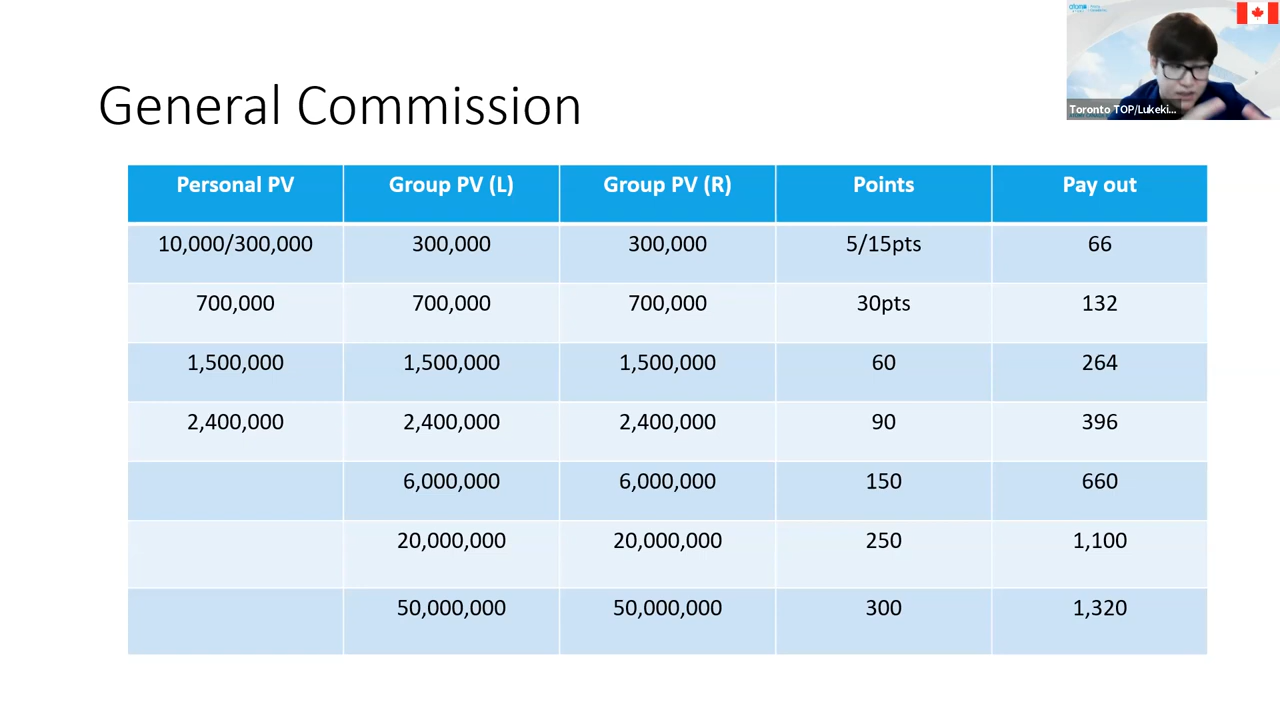 General Commission
Toronto TOP/Lukeki...
Personal PV Group PV (L) Group PV (R) Points Pay out
10,000/300,000 300,000 300,000 5/15pts 66
700,000 700,000 700,000 30pts 132
1,500,000 1,500,000 1,500,000 60 264
2,400,000 2,400,000 2,400,000 90 396
6,000,000 6,000,000 150 660
20,000,000 20,000,000 250 1,100
50,000,000 50,000,000 300 1,320